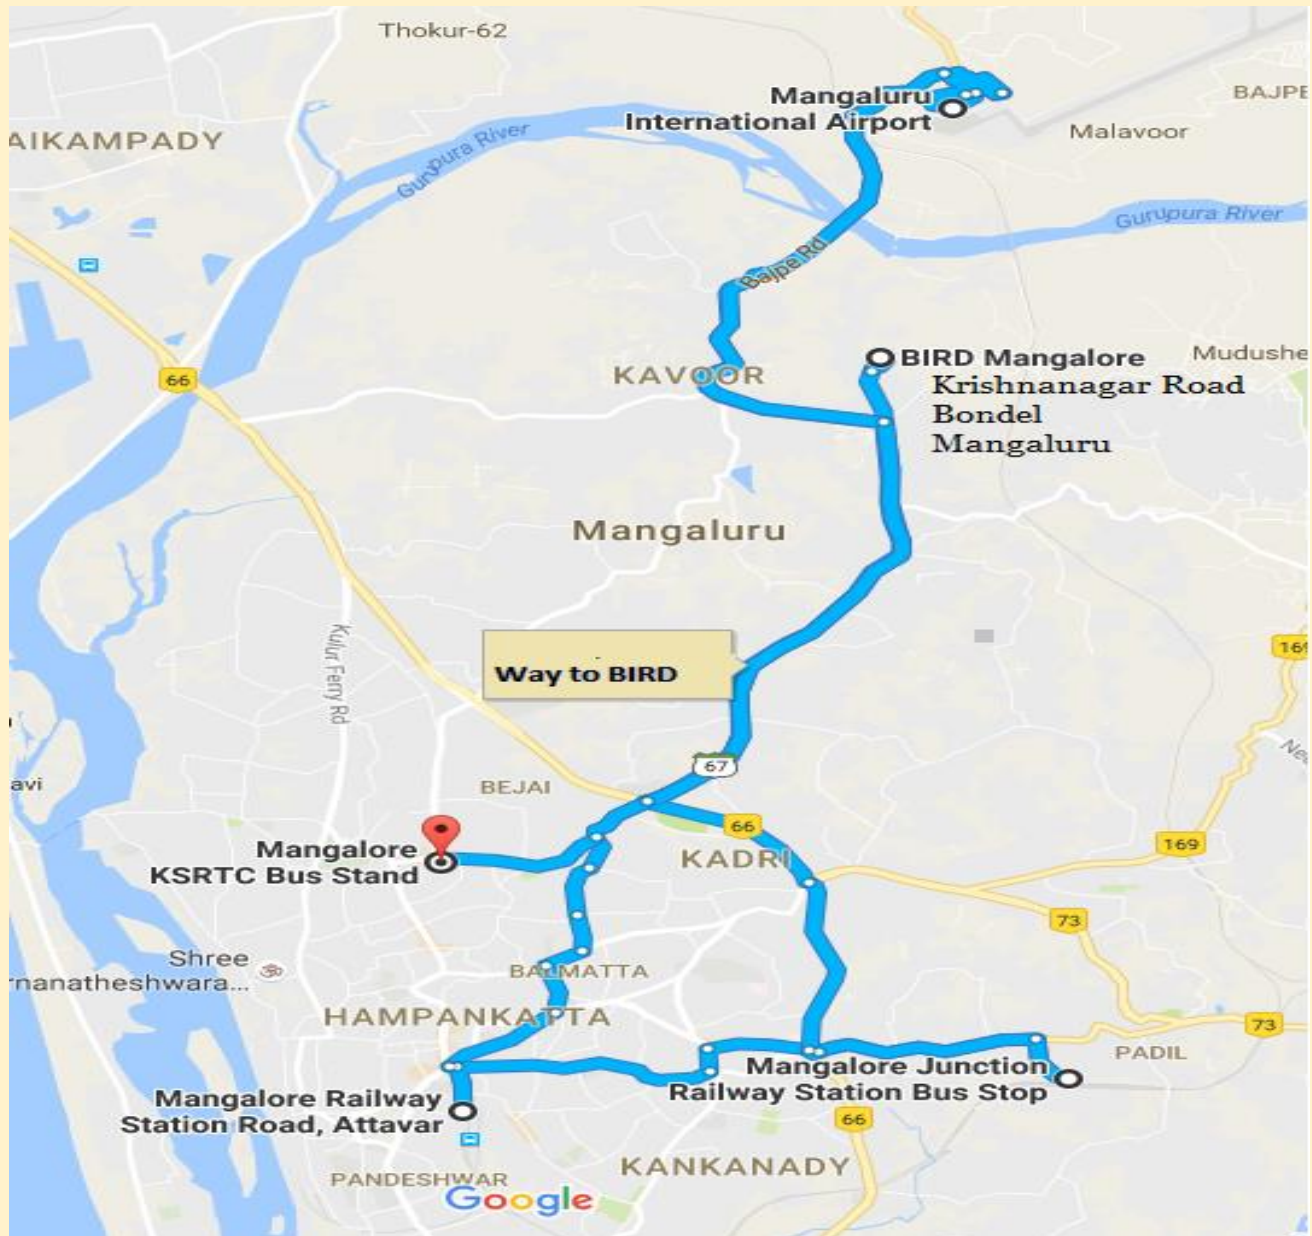 Thokur-62
Mangaluru
International Airport
BAJPE
AIKAMPADY
Malavoor
Gurupura River
Gurupura River
Bajpe Rd
66
KAVOOR
BIRD Mangalore
Krishnanagar Road
Bondel
Mangaluru
Mudushe
Mangaluru
Kulur Ferry Rd
Way to BIRD
169
67
avi
BEJAI
66
Mangalore
KSRTC Bus Stand
KADRI
169
73
Shree
rnanatheshwara...
BALMATTA
HAMPANKATTA
73
PADIL
Mangalore Junction
Railway Station Bus Stop
Mangalore Railway
Station Road, Attavar
66
KANKANADY
PANDESHWAR
Google